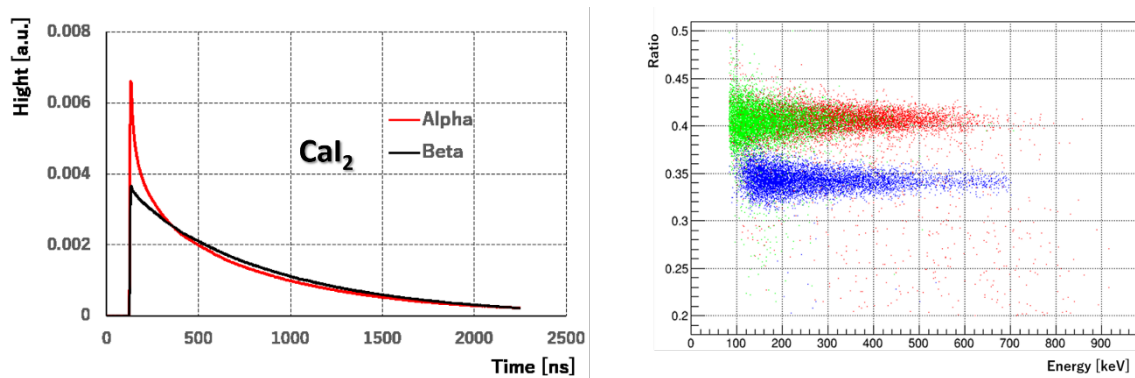 Hight [a.u.]
0.008
0.006
0.004
0.002
0
0 500 1000 1500 2000 2500
Time [ns]
CaI₂
Alpha
Beta
Ratio
0.5
0.45
0.4
0.35
0.3
0.25
0.2
0 100 200 300 400 500 600 700 800 900
Energy [keV]